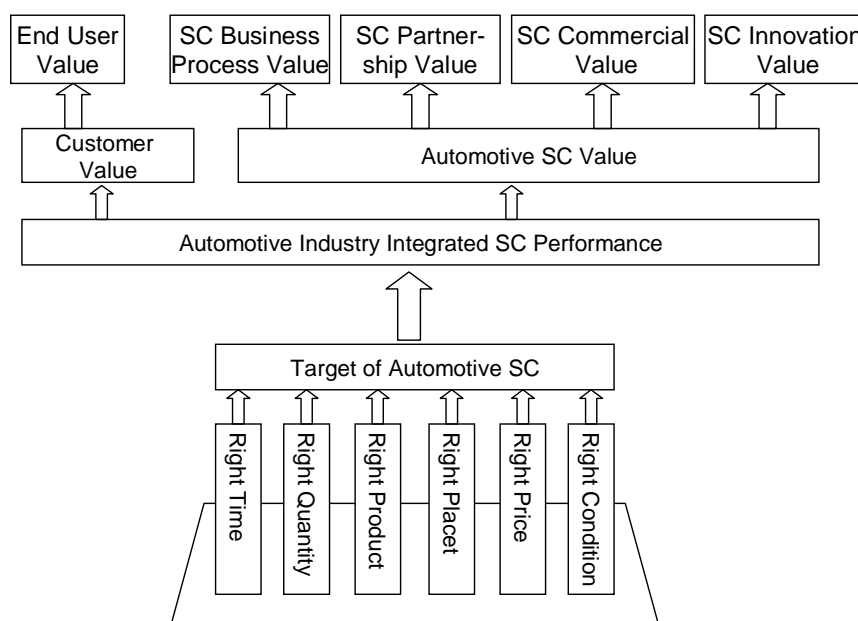 End User
Value
SC Business
Process Value
SC Partner-
ship Value
SC Commercial
Value
SC Innovation
Value
Customer
Value
Automotive SC Value
Automotive Industry Integrated SC Performance
Target of Automotive SC
Right Time
Right Quantity
Right Product
Right Placet
Right Price
Right Condition